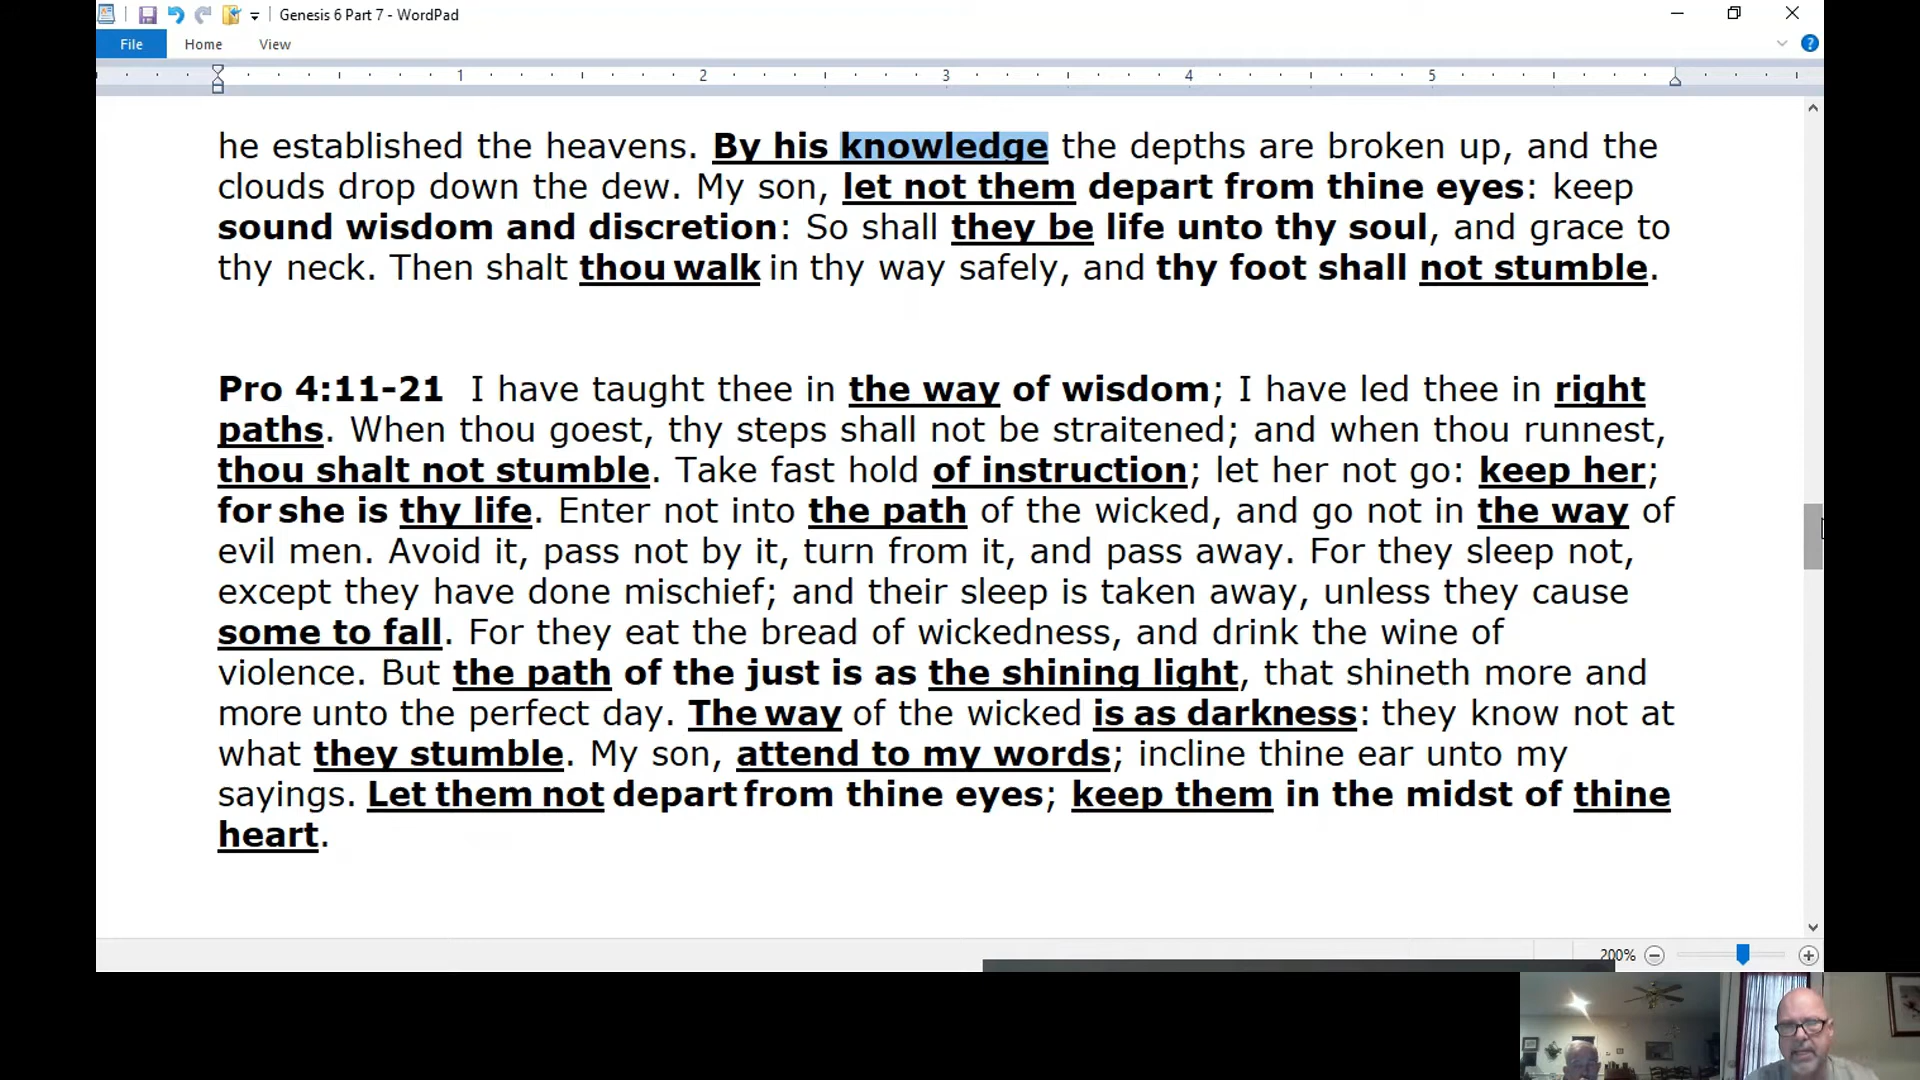 Genesis 6 Part 7 - WordPad
File Home View
1 2 3 4 5
he established the heavens. By his knowledge the depths are broken up, and the
clouds drop down the dew. My son, let not them depart from thine eyes: keep
sound wisdom and discretion: So shall they be life unto thy soul, and grace to
thy neck. Then shalt thou walk in thy way safely, and thy foot shall not stumble.
Pro 4:11-21 I have taught thee in the way of wisdom; I have led thee in right
paths. When thou goest, thy steps shall not be straitened; and when thou runnest,
thou shalt not stumble. Take fast hold of instruction; let her not go: keep her;
for she is thy life. Enter not into the path of the wicked, and go not in the way of
evil men. Avoid it, pass not by it, turn from it, and pass away. For they sleep not,
except they have done mischief; and their sleep is taken away, unless they cause
some to fall. For they eat the bread of wickedness, and drink the wine of
violence. But the path of the just is as the shining light, that shineth more and
more unto the perfect day. The way of the wicked is as darkness: they know not at
what they stumble. My son, attend to my words; incline thine ear unto my
sayings. Let them not depart from thine eyes; keep them in the midst of thine
heart.
200%